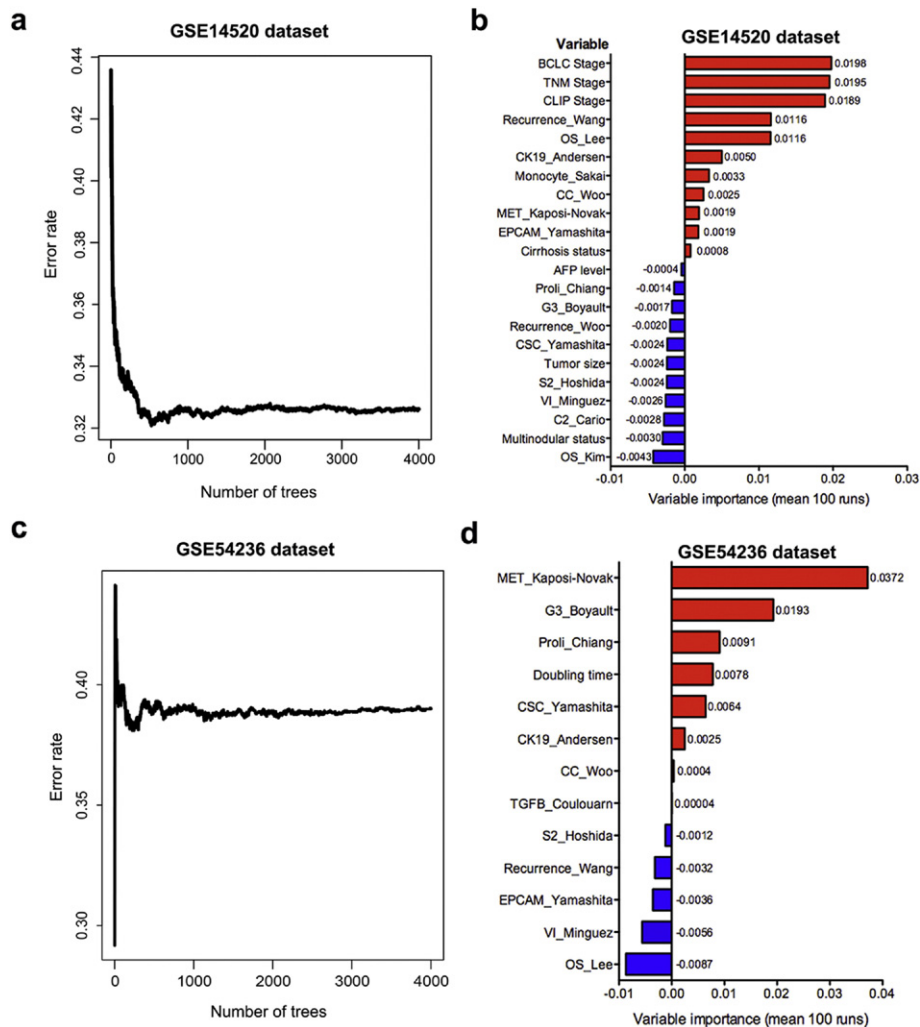 a
GSE14520 dataset
Error rate
0.44
0.42
0.40
0.38
0.36
0.34
0.32
0
1000
2000
3000
4000
Number of trees
b
Variable
GSE14520 dataset
BCLC Stage 0.0198
TNM Stage 0.0195
CLIP Stage 0.0189
Recurrence_Wang 0.0116
OS_Lee 0.0116
CK19_Andersen 0.0050
Monocyte_Sakai 0.0033
CC_Woo 0.0025
MET_Kaposi-Novak 0.0019
EPCAM_Yamashita 0.0019
Cirrhosis status 0.0008
AFP level -0.0004
Proli_Chiang -0.0014
G3_Boyault -0.0017
Recurrence_Woo -0.0020
CSC_Yamashita -0.0024
Tumor size -0.0024
S2_Hoshida -0.0024
VI_Minguez -0.0026
C2_Cario -0.0028
Multinodular status -0.0030
OS_Kim -0.0043
-0.01 0.00 0.01 0.02 0.03
Variable importance (mean 100 runs)
c
GSE54236 dataset
Error rate
0.40
0.35
0.30
0
1000
2000
3000
4000
Number of trees
d
GSE54236 dataset
MET_Kaposi-Novak 0.0372
G3_Boyault 0.0193
Proli_Chiang 0.0091
Doubling time 0.0078
CSC_Yamashita 0.0064
CK19_Andersen 0.0025
CC_Woo 0.0004
TGFB_Coulouarn 0.00004
S2_Hoshida -0.0012
Recurrence_Wang -0.0032
EPCAM_Yamashita -0.0036
VI_Minguez -0.0056
OS_Lee -0.0087
-0.01 0.00 0.01 0.02 0.03 0.04
Variable importance (mean 100 runs)